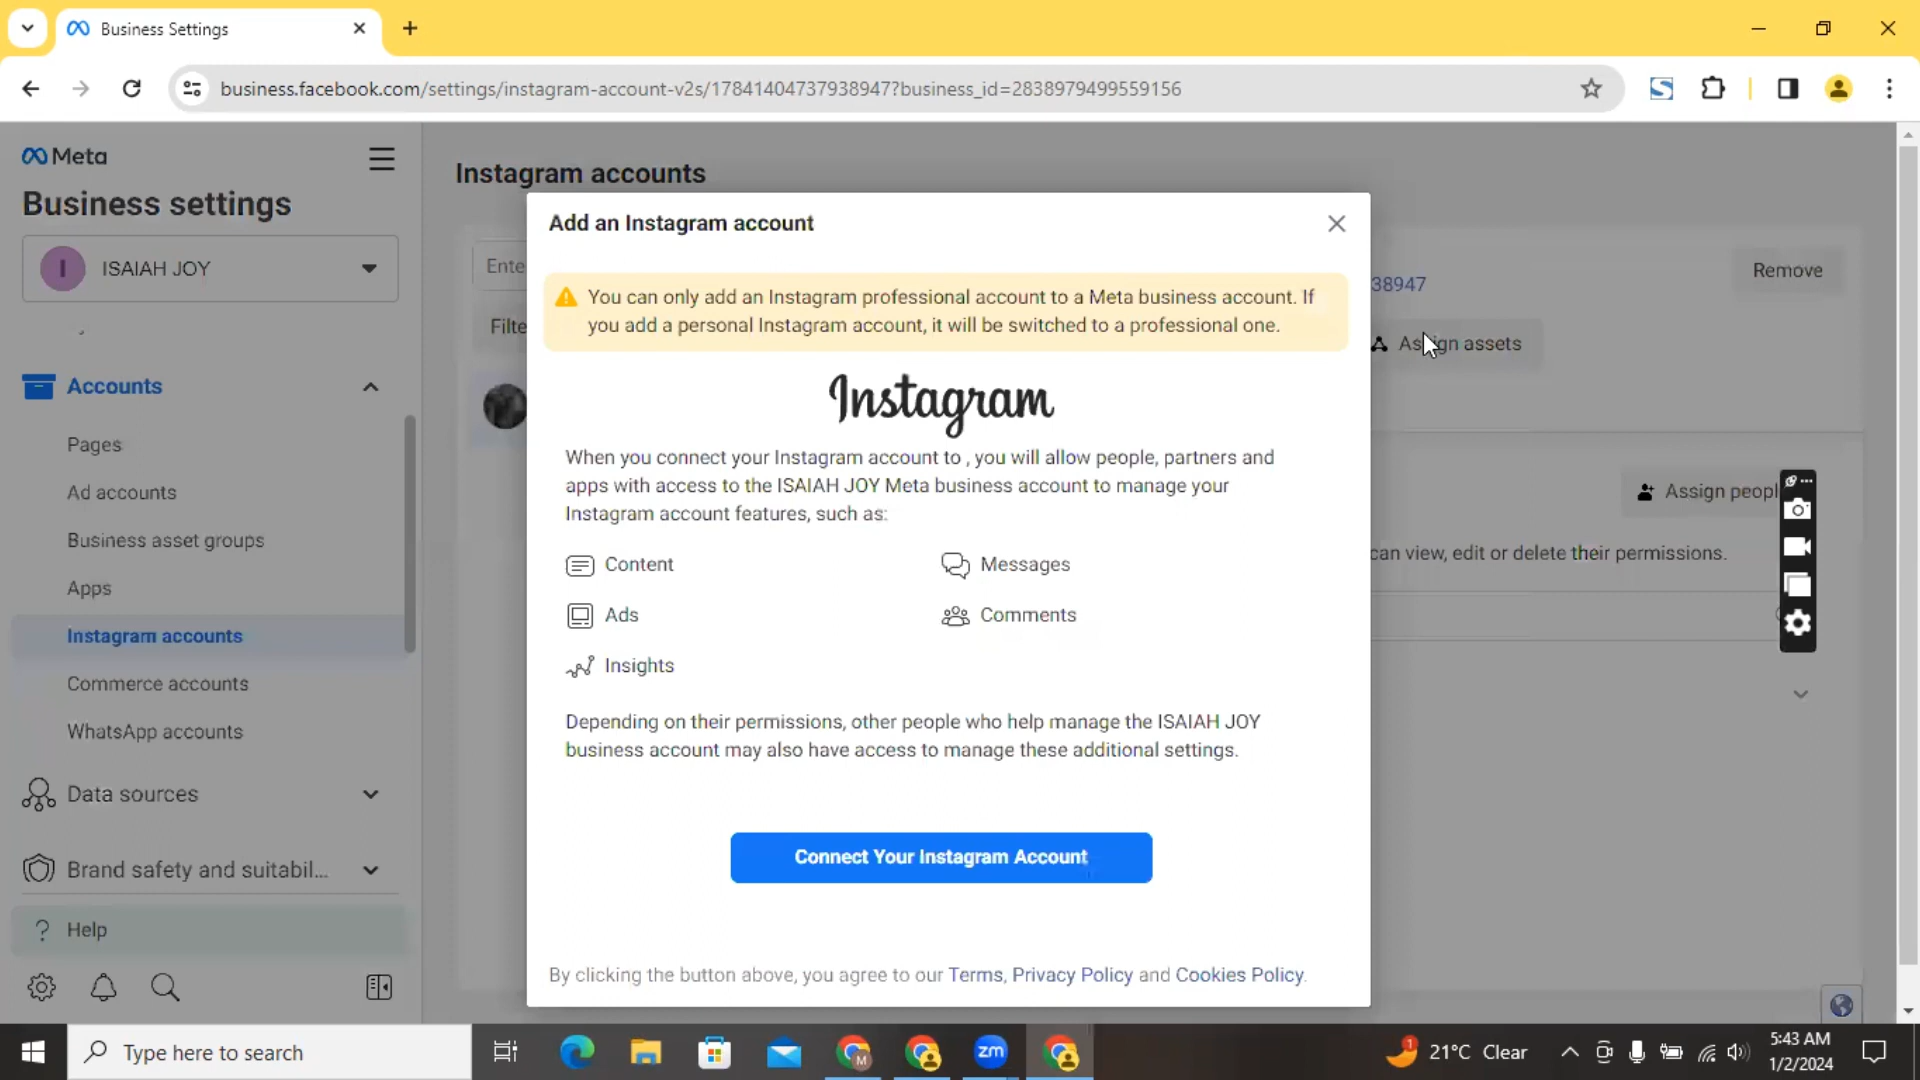 Business Settings
business.facebook.com/settings/instagram-account-v2s/17841404737938947?business_id=2838979499559156
Meta
Business settings
I
ISAIAH JOY
Accounts
Pages
Ad accounts
Business asset groups
Apps
Instagram accounts
Commerce accounts
WhatsApp accounts
Data sources
Brand safety and suitabil...
? Help
Instagram accounts
Ente
Filte
38947
Remove
Assign assets
Assign peopl
can view, edit or delete their permissions.
Add an Instagram account
You can only add an Instagram professional account to a Meta business account. If
you add a personal Instagram account, it will be switched to a professional one.
Instagram
When you connect your Instagram account to , you will allow people, partners and
apps with access to the ISAIAH JOY Meta business account to manage your
Instagram account features, such as:
Content
Messages
Ads
Comments
Insights
Depending on their permissions, other people who help manage the ISAIAH JOY
business account may also have access to manage these additional settings.
Connect Your Instagram Account
By clicking the button above, you agree to our Terms, Privacy Policy and Cookies Policy.
Type here to search
M
zm
1
21°C Clear
5:43 AM
1/2/2024